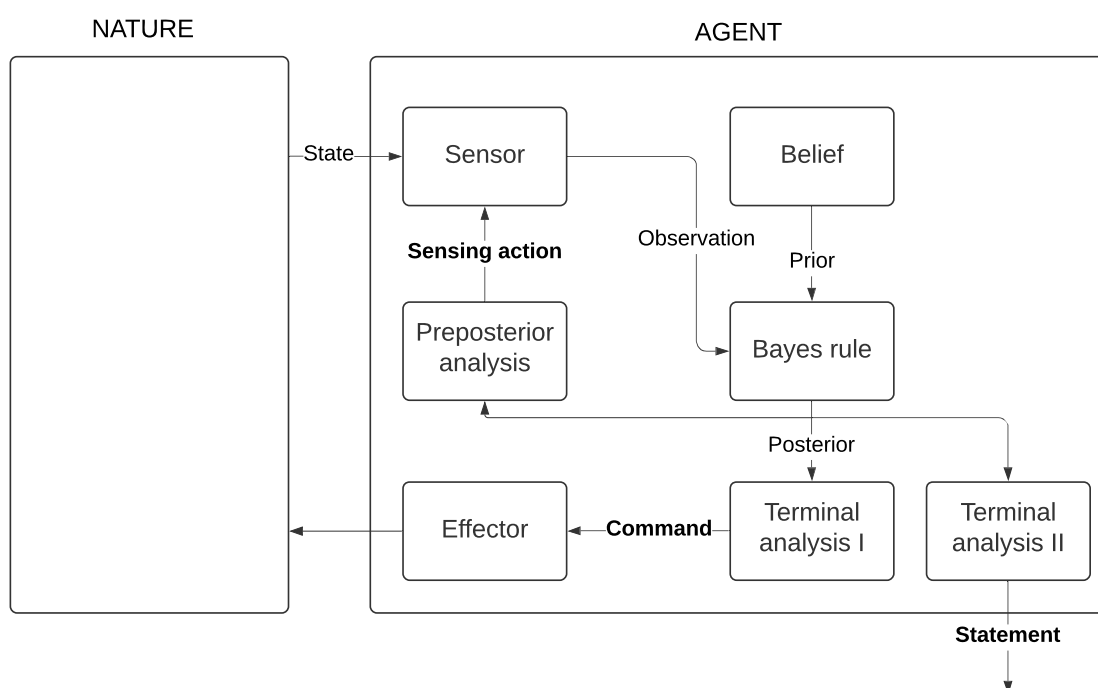 NATURE
AGENT
State
Sensor
Belief
Sensing action
Observation
Prior
Preposterior
analysis
Bayes rule
Posterior
Effector
Command
Terminal
analysis I
Terminal
analysis II
Statement